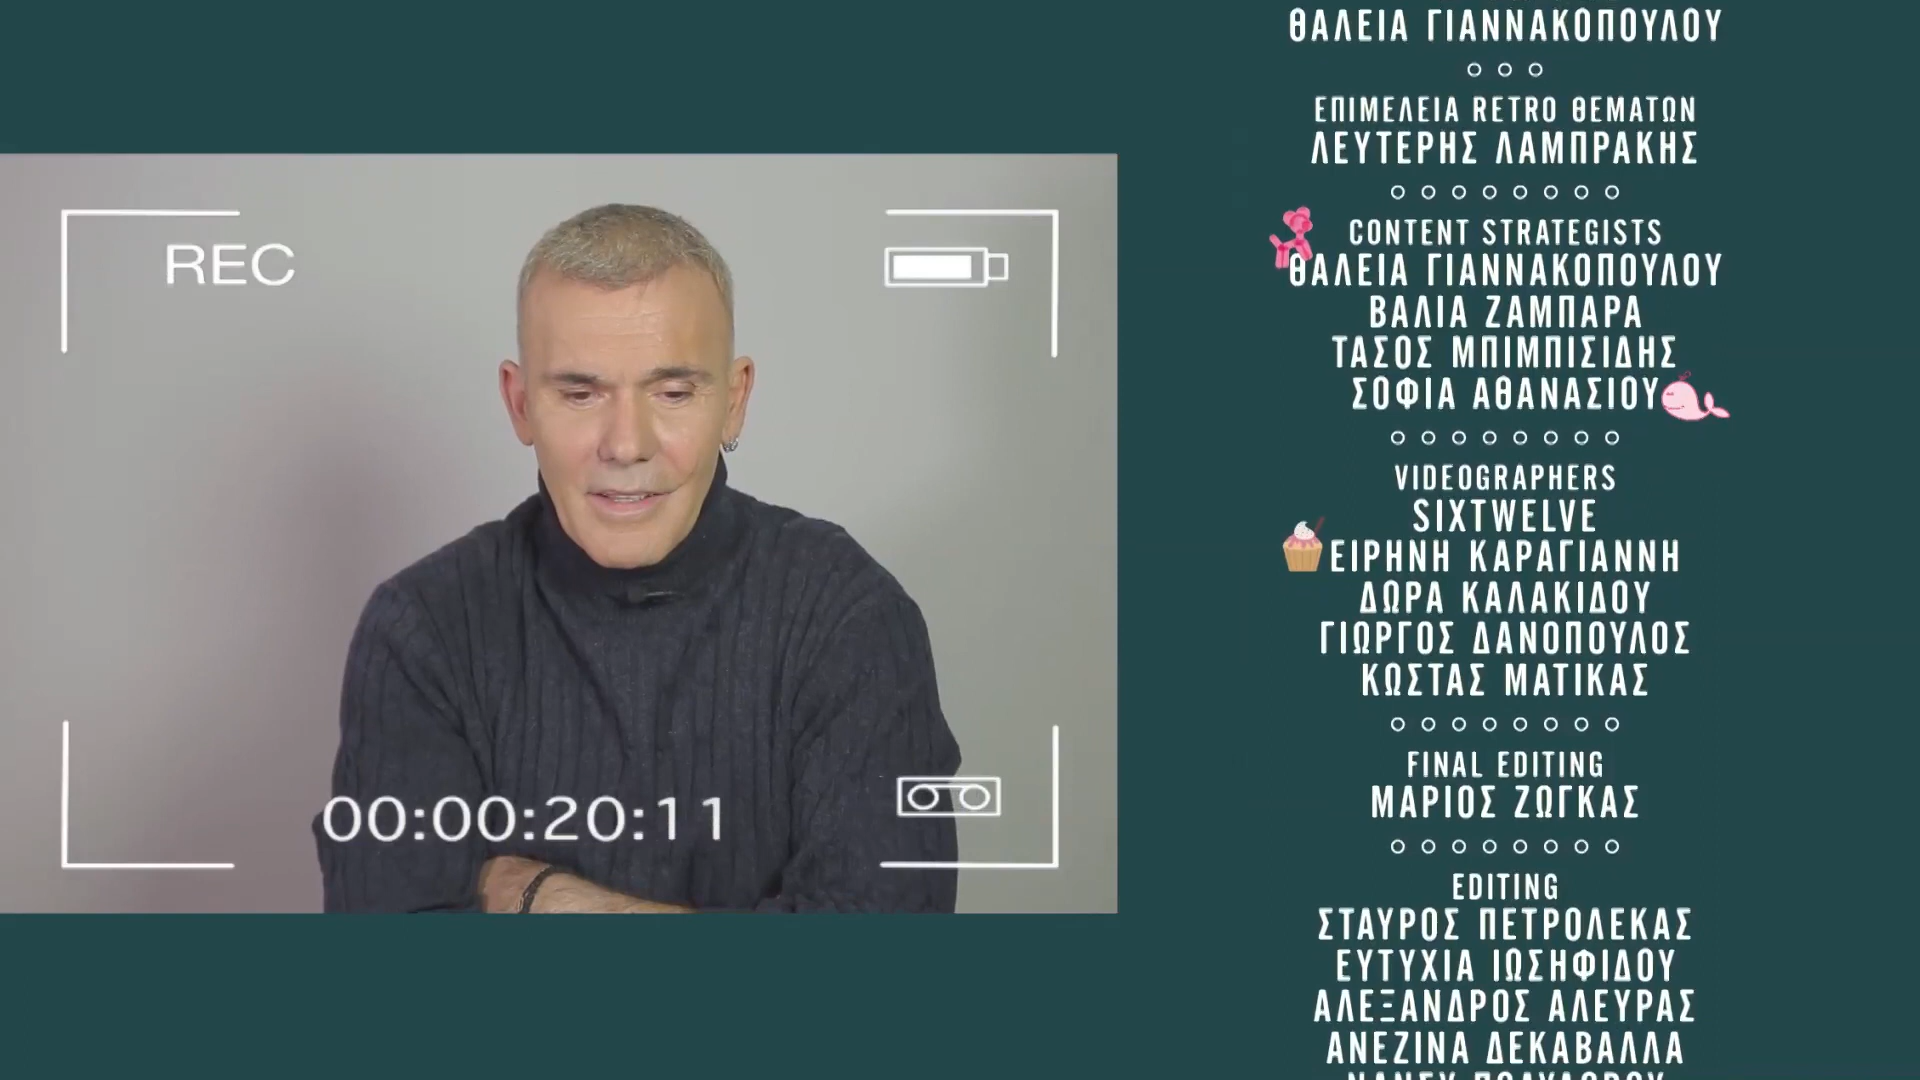 REC
00:00:20:11
ΘΑΛΕΙΑ ΓΙΑΝΝΑΚΟΠΟΥΛΟΥ
ΕΠΙΜΕΛΕΙΑ RETRO ΘΕΜΑΤΩΝ
ΛΕΥΤΕΡΗΣ ΛΑΜΠΡΑΚΗΣ
CONTENT STRATEGISTS
ΘΑΛΕΙΑ ΓΙΑΝΝΑΚΟΠΟΥΛΟΥ
ΒΑΛΙΑ ΖΑΜΠΑΡΑ
ΤΑΣΟΣ ΜΠΙΜΠΙΣΙΔΗΣ
ΣΟΦΙΑ ΑΘΑΝΑΣΙΟΥ
VIDEOGRAPHERS
SIXTWELVE
ΕΙΡΗΝΗ ΚΑΡΑΓΙΑΝΝΗ
ΔΩΡΑ ΚΑΛΑΚΙΔΟΥ
ΓΙΩΡΓΟΣ ΔΑΝΟΠΟΥΛΟΣ
ΚΩΣΤΑΣ ΜΑΤΙΚΑΣ
FINAL EDITING
ΜΑΡΙΟΣ ΖΩΓΚΑΣ
EDITING
ΣΤΑΥΡΟΣ ΠΕΤΡΟΛΕΚΑΣ
ΕΥΤΥΧΙΑ ΙΩΣΗΦΙΔΟΥ
ΑΛΕΞΑΝΔΡΟΣ ΑΛΕΥΡΑΣ
ΑΝΕΖΙΝΑ ΔΕΚΑΒΑΛΛΑ